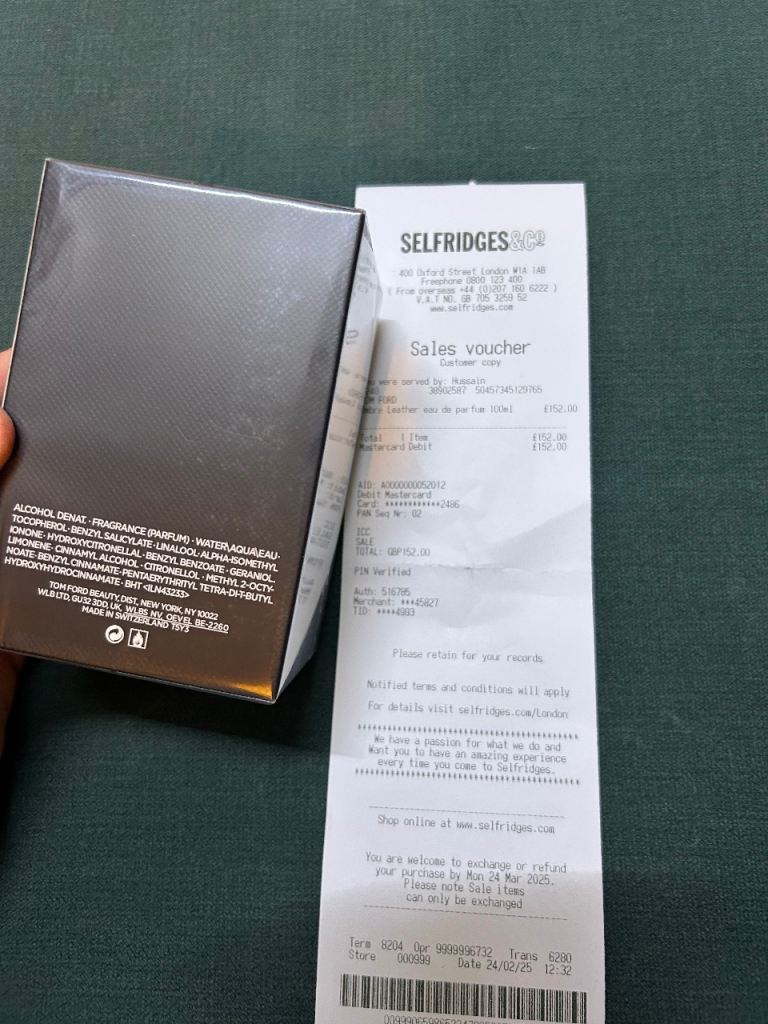 ALCOHOL DENAT. · FRAGRANCE (PARFUM) · WATER\AQUA\EAU ·
TOCOPHEROL · BENZYL SALICYLATE · LINALOOL · ALPHA-ISOMETHYL
IONONE · HYDROXYCITRONELLAL · BENZYL BENZOATE · GERANIOL ·
LIMONENE · CINNAMYL ALCOHOL · CITRONELLOL · METHYL 2-OCTY-
NOATE · BENZYL CINNAMATE · PENTAERYTHRITYL TETRA-DI-T-BUTYL
HYDROXYHYDROCINNAMATE · BHT <ILN43233>
TOM FORD BEAUTY, DIST. NEW YORK, NY 10022
WLB LTD, GU32 3DD, UK, WLBS NV, OEVEL BE-2260
MADE IN SWITZERLAND TSY3
SELFRIDGES&Co
400 Oxford Street London W1A 1AB
Freephone 0800 123 400
( From overseas +44 (0)207 160 6222 )
V.A.T NO. GB 705 3259 52
www.selfridges.com
Sales voucher
Customer copy
were served by: Hussain
38902587 50457345129765
FORD
Leather eau de parfum 100ml £152.00
Total 1 Item £152.00
Mastercard Debit £152.00
AID: A0000000052012
Debit Mastercard
Card: ************2486
PAN Seq Nr: 02
ICC
SALE
TOTAL: GBP152.00
PIN Verified
Auth: 516785
Merchant: ***45827
TID: ****4993
Please retain for your records
Notified terms and conditions will apply
For details visit selfridges.com/London
We have a passion for what we do and
Want you to have an amazing experience
every time you come to Selfridges.
Shop online at www.selfridges.com
You are welcome to exchange or refund
your purchase by Mon 24 Mar 2025.
Please note Sale items
can only be exchanged
Term 8204 Opr 9999996732 Trans 6280
Store 000999 Date 24/02/25 12:32